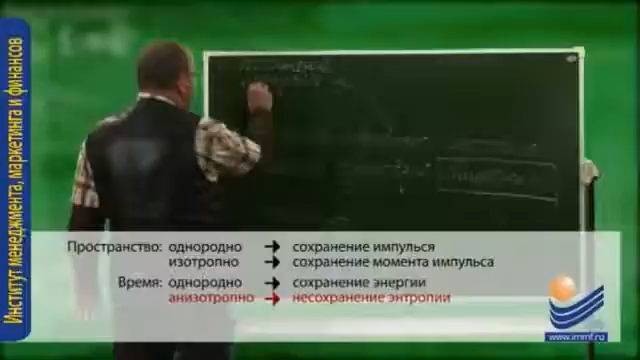 Институт менеджмента, маркетинга и финансов
Пространство: однородно → сохранение импулься
изотропно → сохранение момента импульса
Время: однородно → сохранение энергии
анизотропно → несохранение энтропии
www.immf.ru